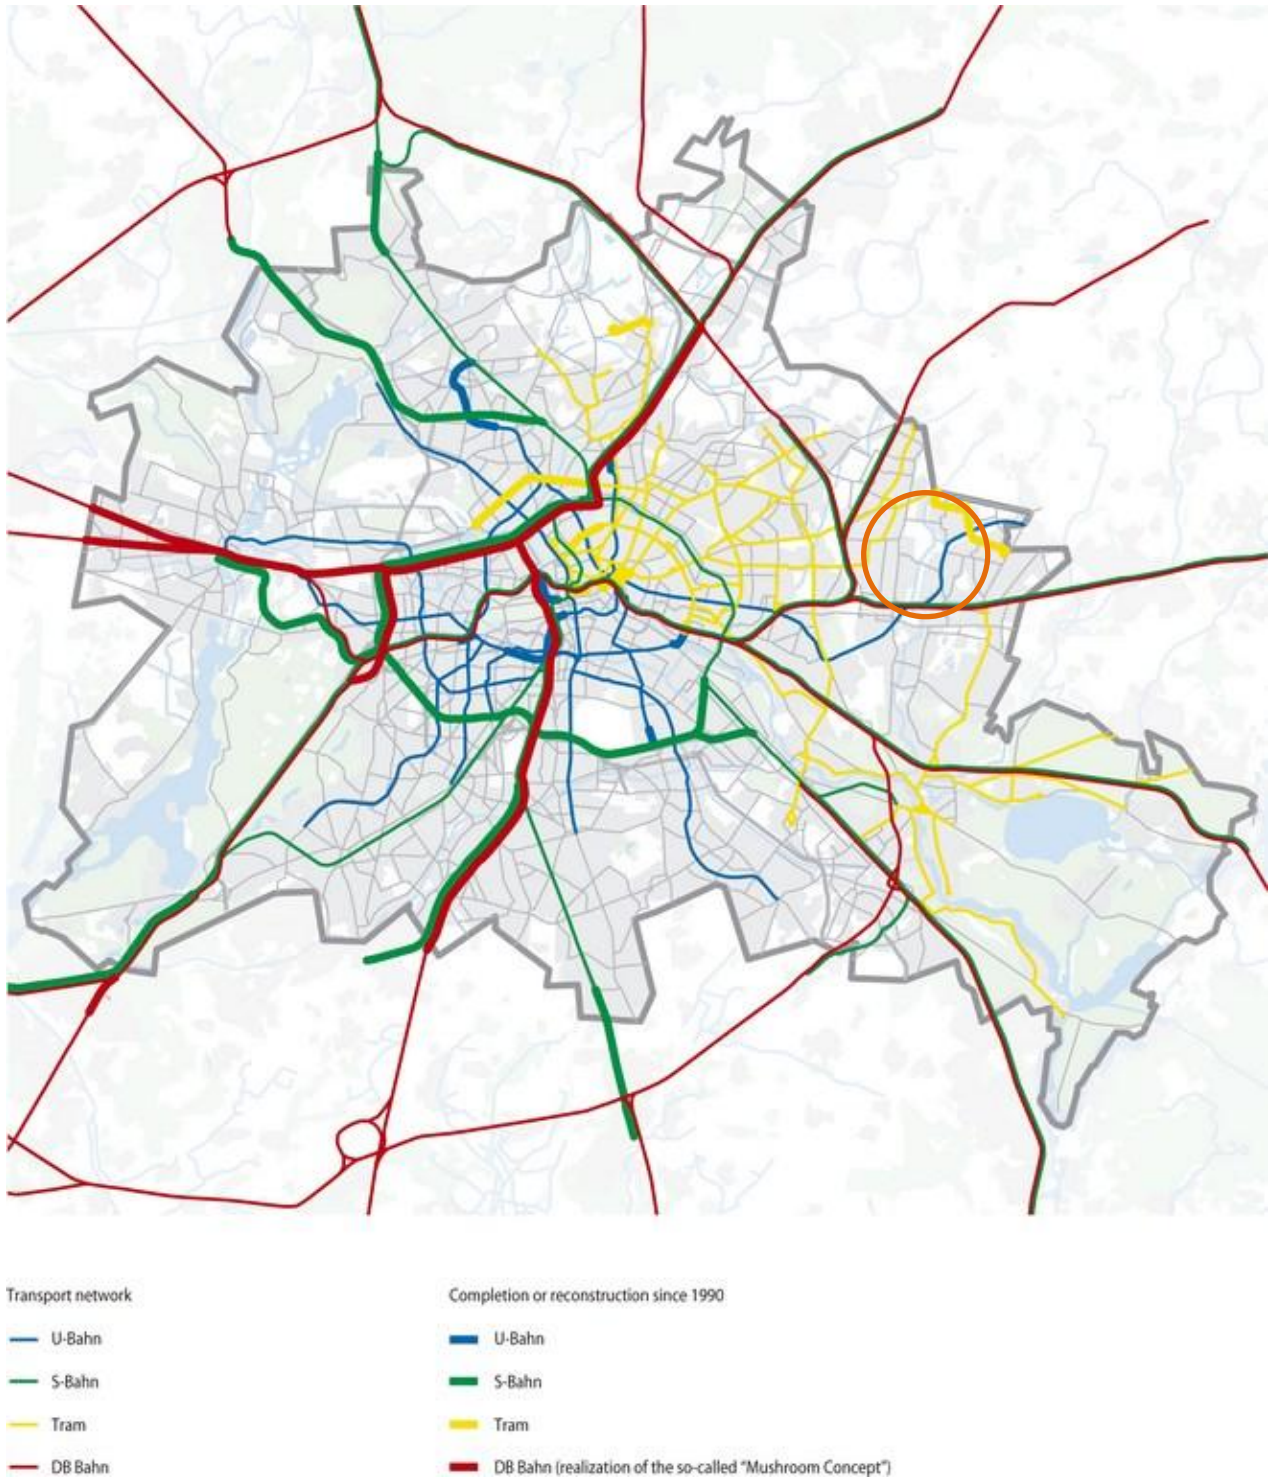 Transport network
U-Bahn
S-Bahn
Tram
DB Bahn
Completion or reconstruction since 1990
U-Bahn
S-Bahn
Tram
DB Bahn (realization of the so-called "Mushroom Concept")